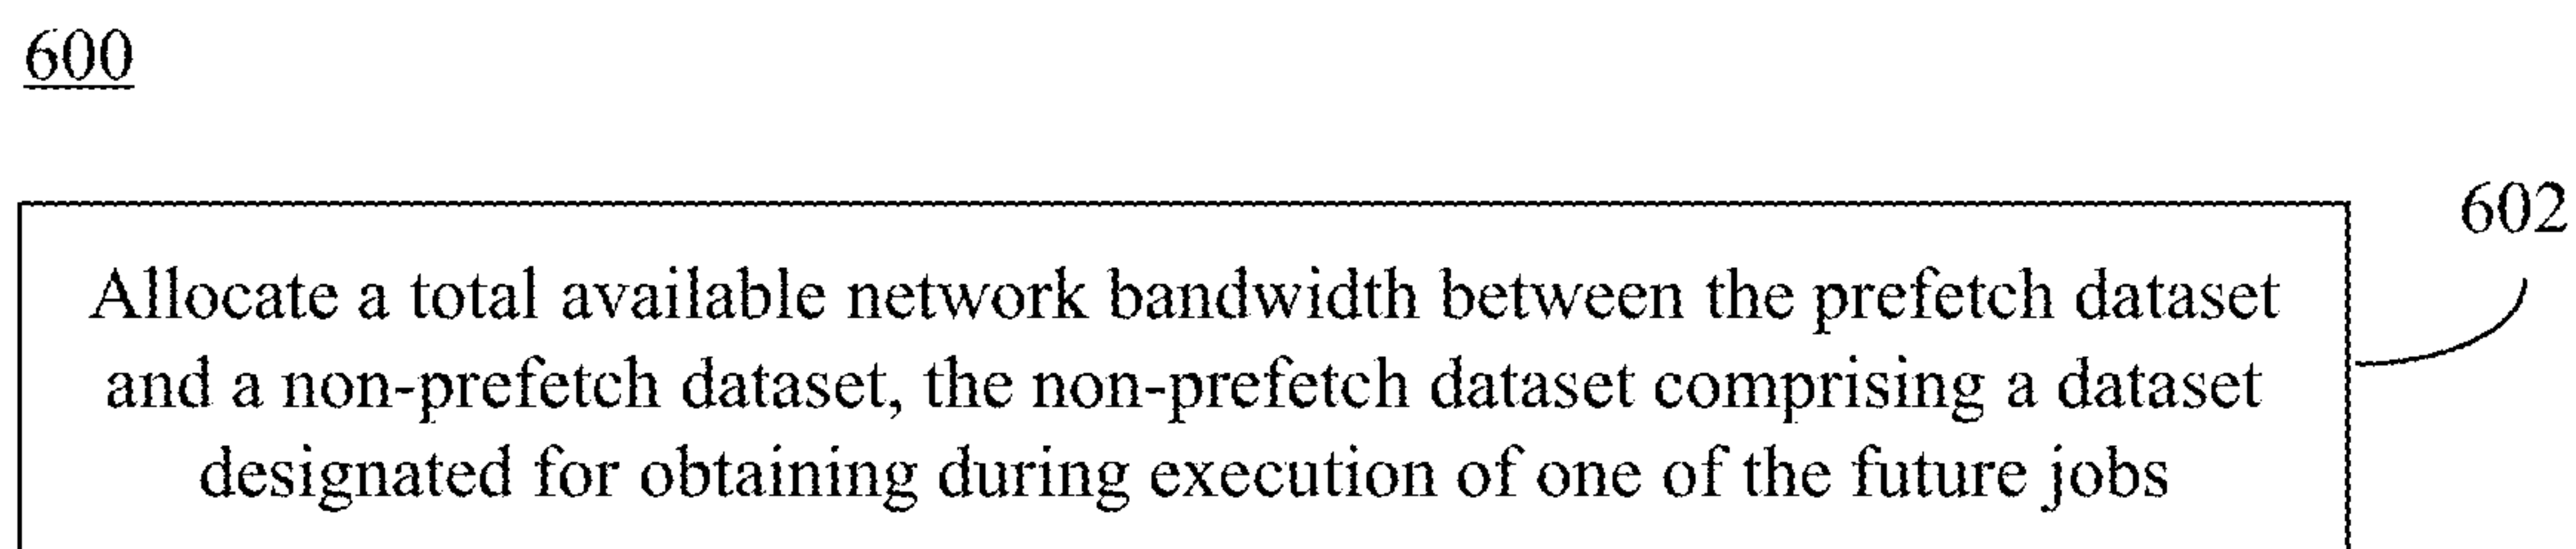 600
602
Allocate a total available network bandwidth between the prefetch dataset
and a non-prefetch dataset, the non-prefetch dataset comprising a dataset
designated for obtaining during execution of one of the future jobs